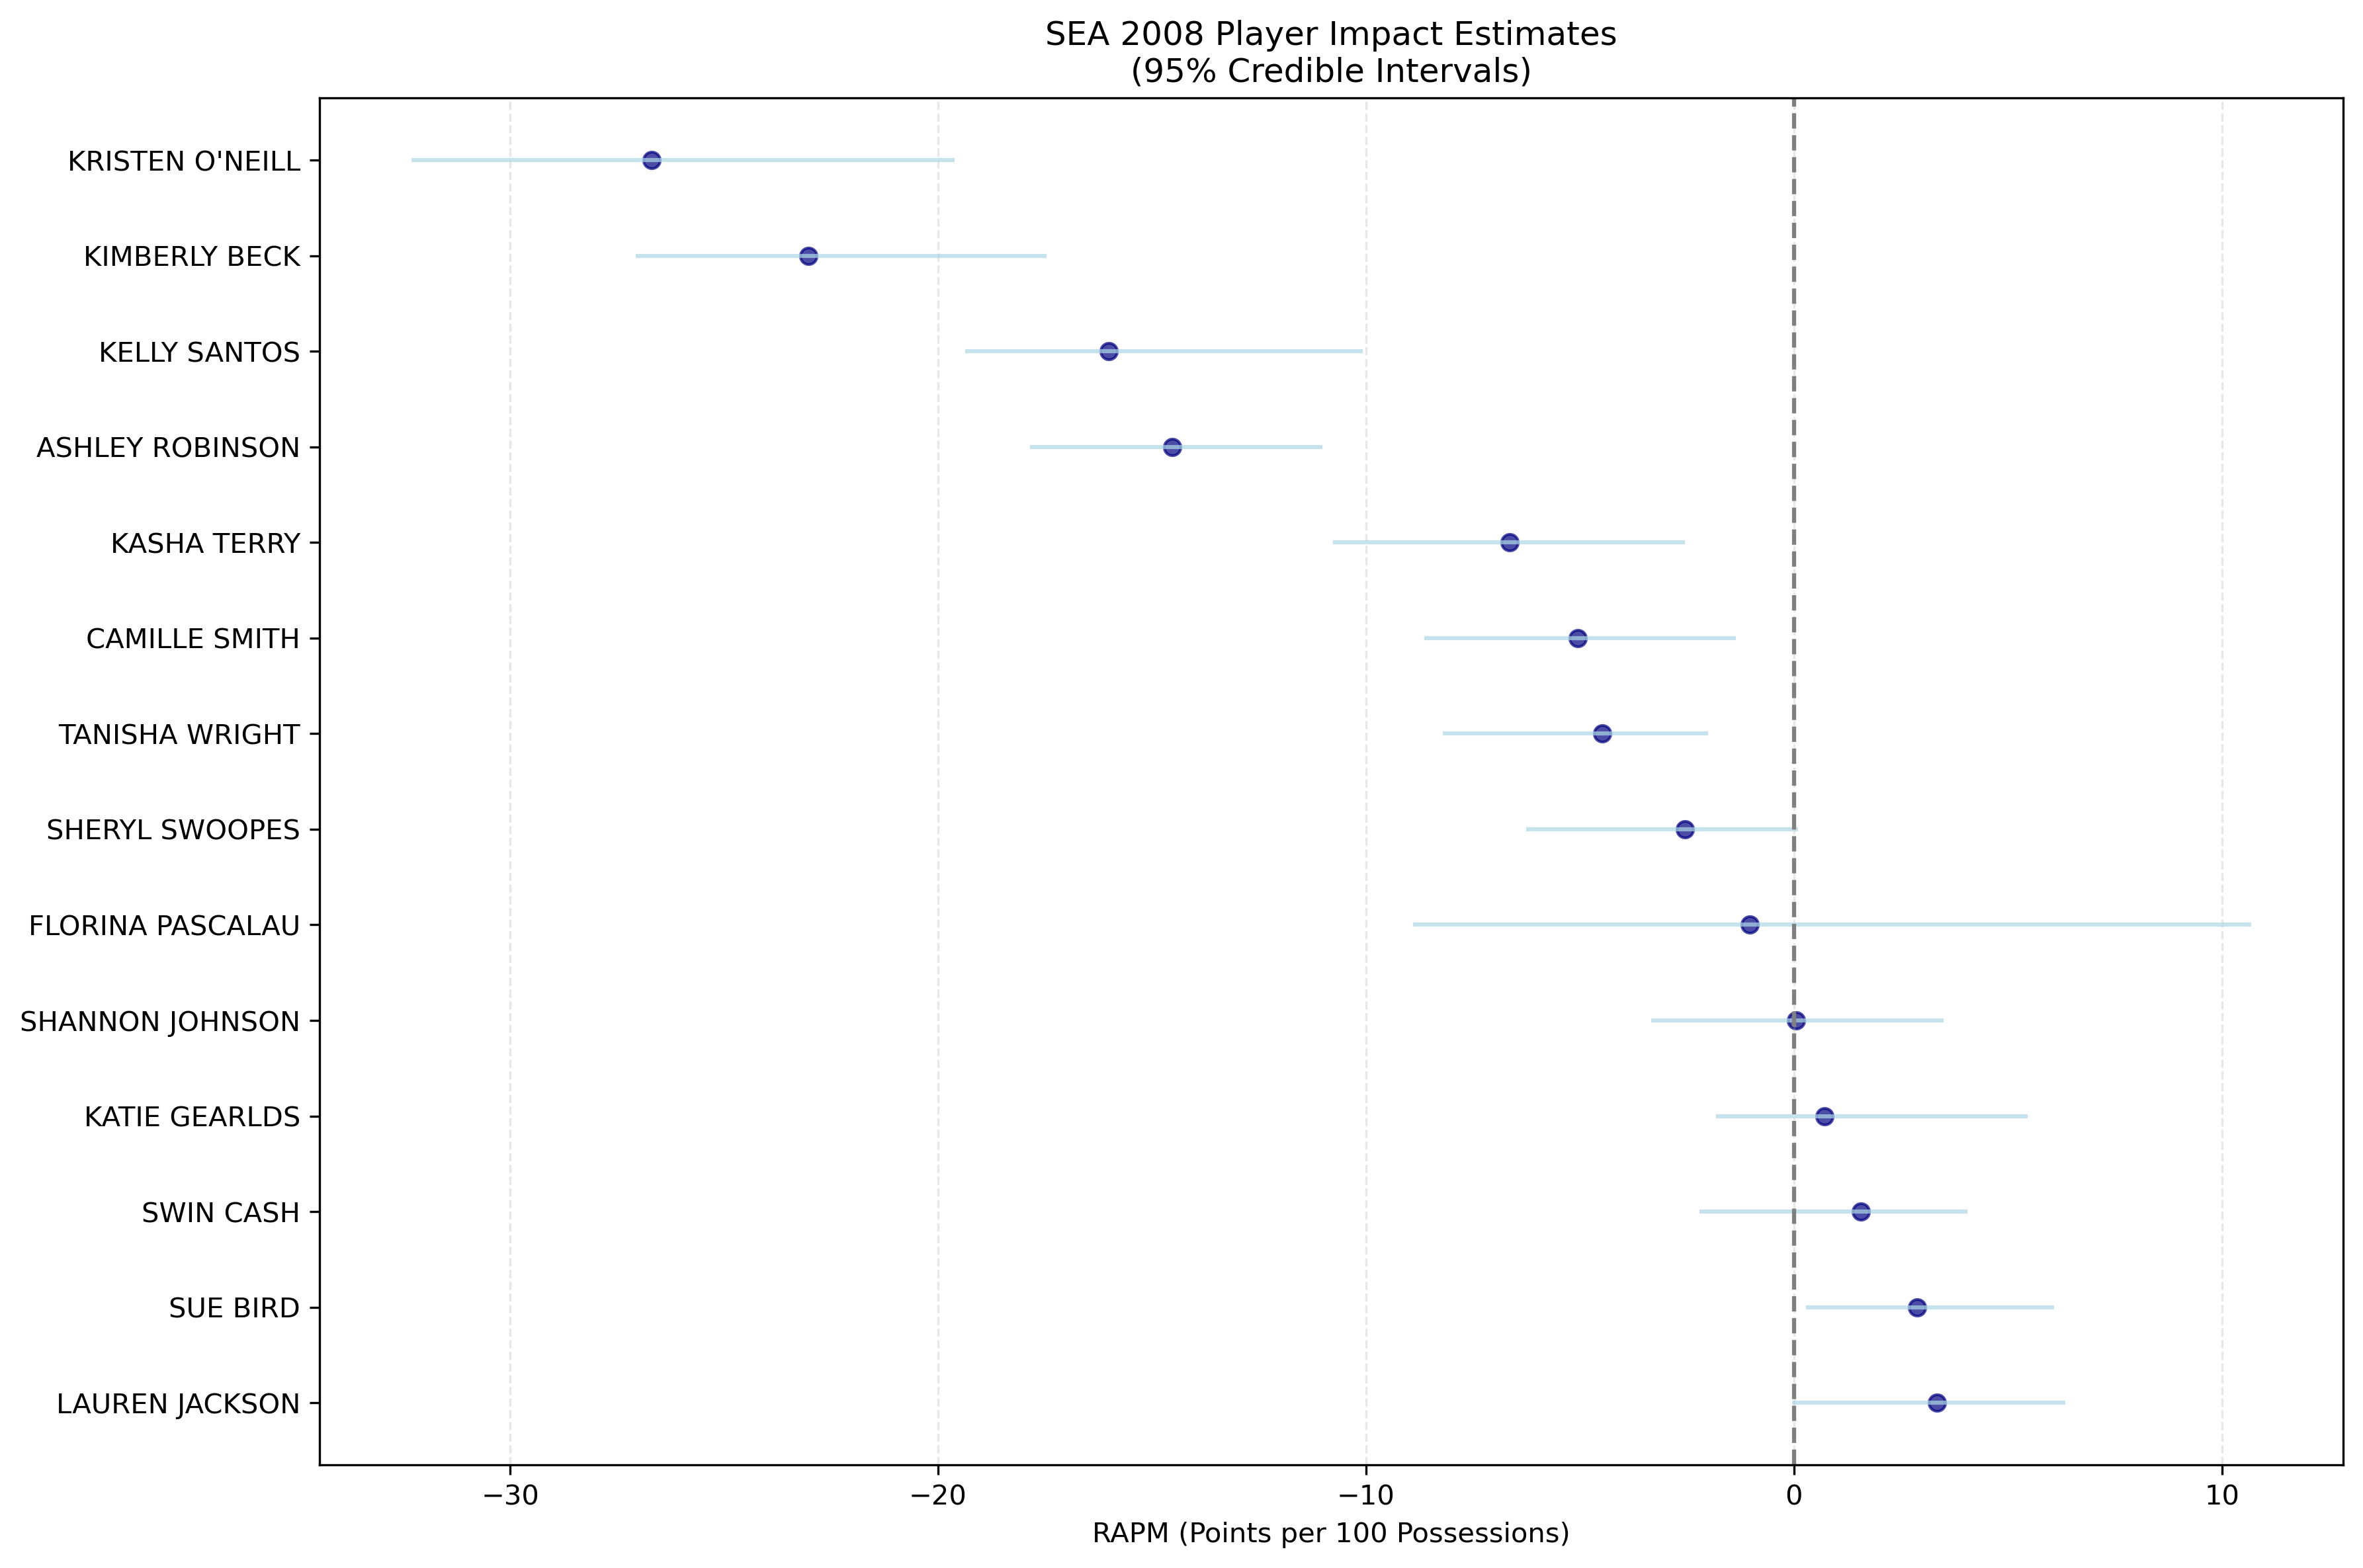 SEA 2008 Player Impact Estimates
(95% Credible Intervals)
KRISTEN O'NEILL
KIMBERLY BECK
KELLY SANTOS
ASHLEY ROBINSON
KASHA TERRY
CAMILLE SMITH
TANISHA WRIGHT
SHERYL SWOOPES
FLORINA PASCALAU
SHANNON JOHNSON
KATIE GEARLDS
SWIN CASH
SUE BIRD
LAUREN JACKSON
−30 −20 −10 0 10
RAPM (Points per 100 Possessions)